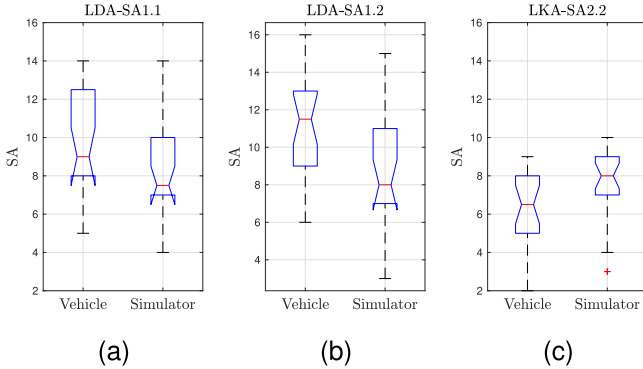 LDA-SA1.1
16
14
12
10
8
6
4
2
SA
Vehicle Simulator
(a)
LDA-SA1.2
16
14
12
10
8
6
4
SA
Vehicle Simulator
(b)
LKA-SA2.2
16
14
12
10
8
6
4
2
SA
Vehicle Simulator
(c)